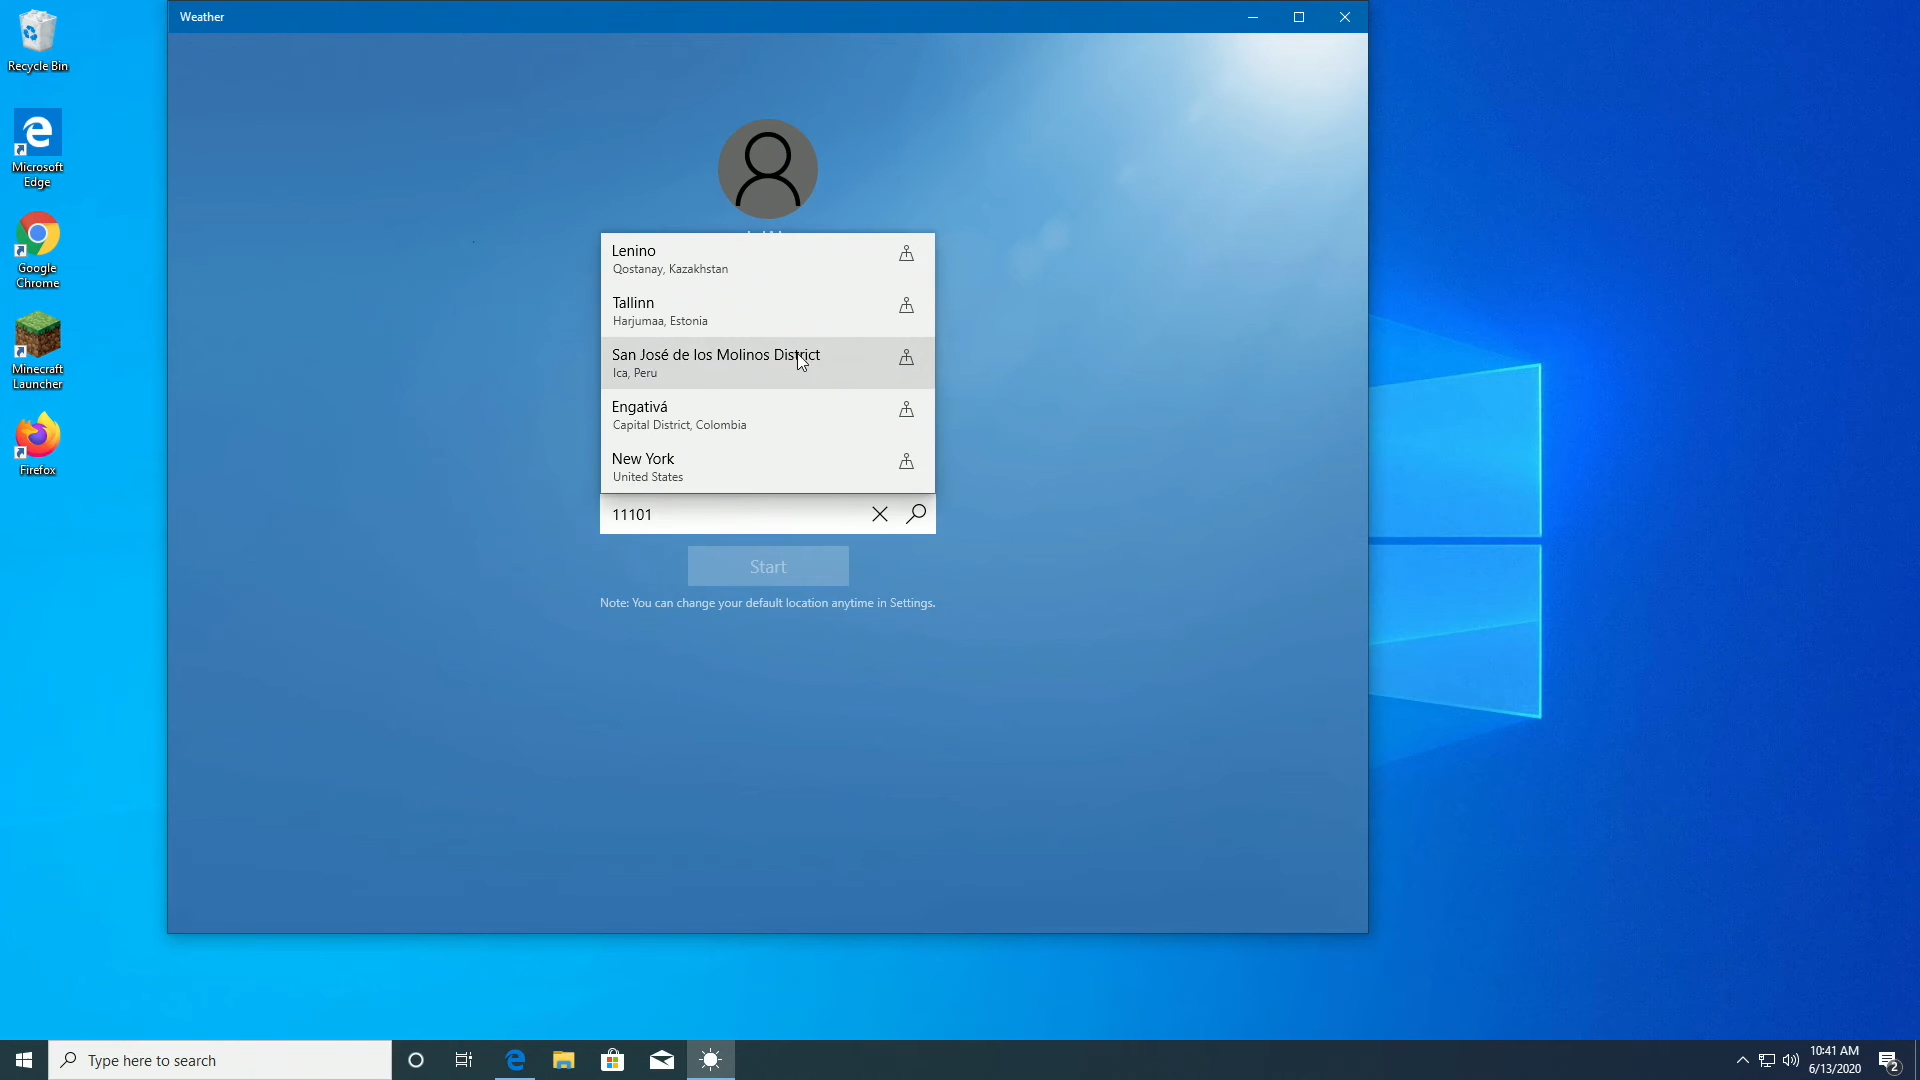 Weather
Recycle Bin
Microsoft
Edge
Google
Chrome
Minecraft
Launcher
Firefox
Lenino
Qostanay, Kazakhstan
Tallinn
Harjumaa, Estonia
San José de los Molinos District
Ica, Peru
Engativá
Capital District, Colombia
New York
United States
11101
Start
Note: You can change your default location anytime in Settings.
Type here to search
10:41 AM
6/13/2020
2